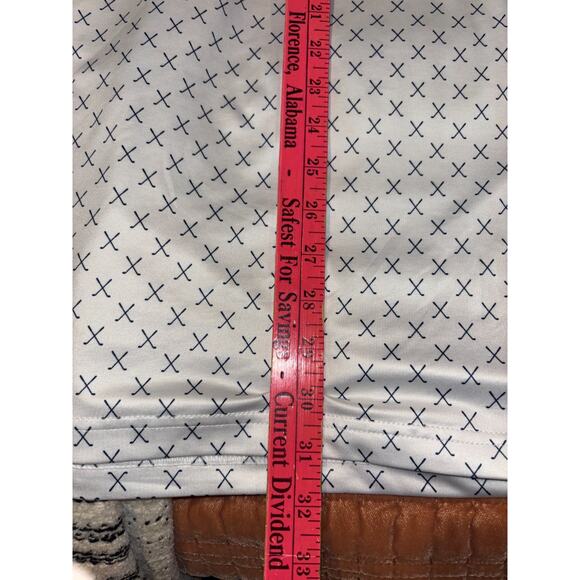 Florence, Alabama - Safest For Savings - Current Dividend
21 22 23 24 25 26 27 28 29 30 31 32 33